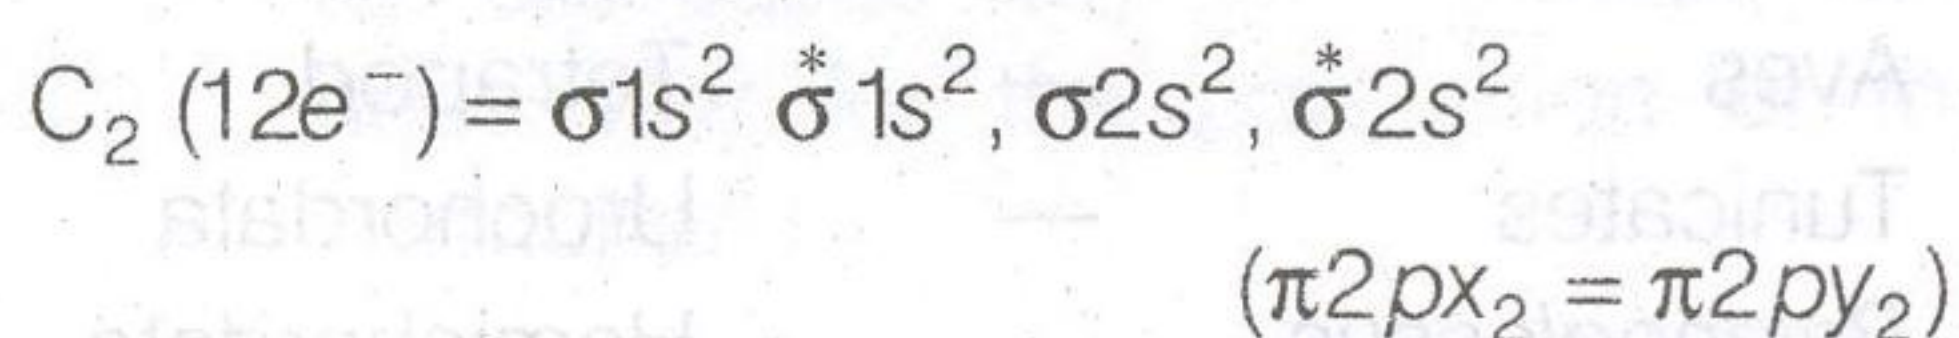 C₂ (12e⁻) = σ1s² σ* 1s², σ2s², σ* 2s²
(π2px₂ = π2py₂)